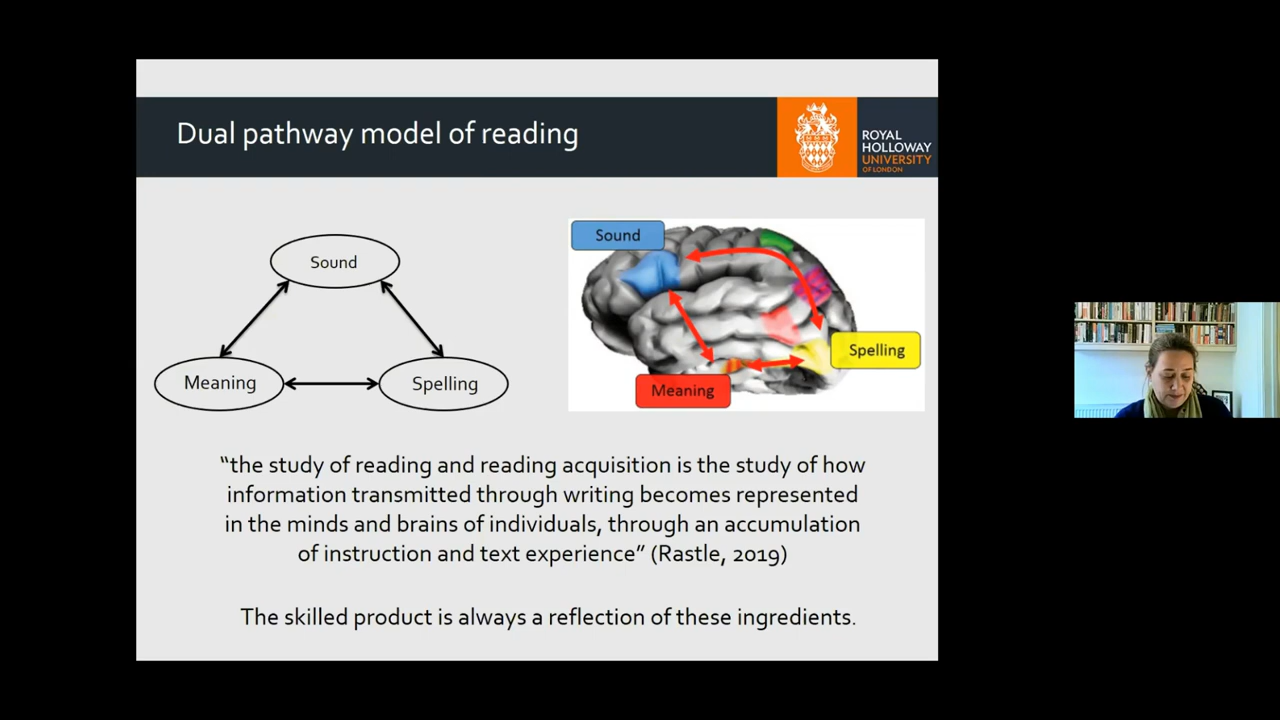 Dual pathway model of reading
ROYAL
HOLLOWAY
UNIVERSITY
OF LONDON
Sound
Meaning
Spelling
Sound
Spelling
Meaning
“the study of reading and reading acquisition is the study of how
information transmitted through writing becomes represented
in the minds and brains of individuals, through an accumulation
of instruction and text experience” (Rastle, 2019)
The skilled product is always a reflection of these ingredients.